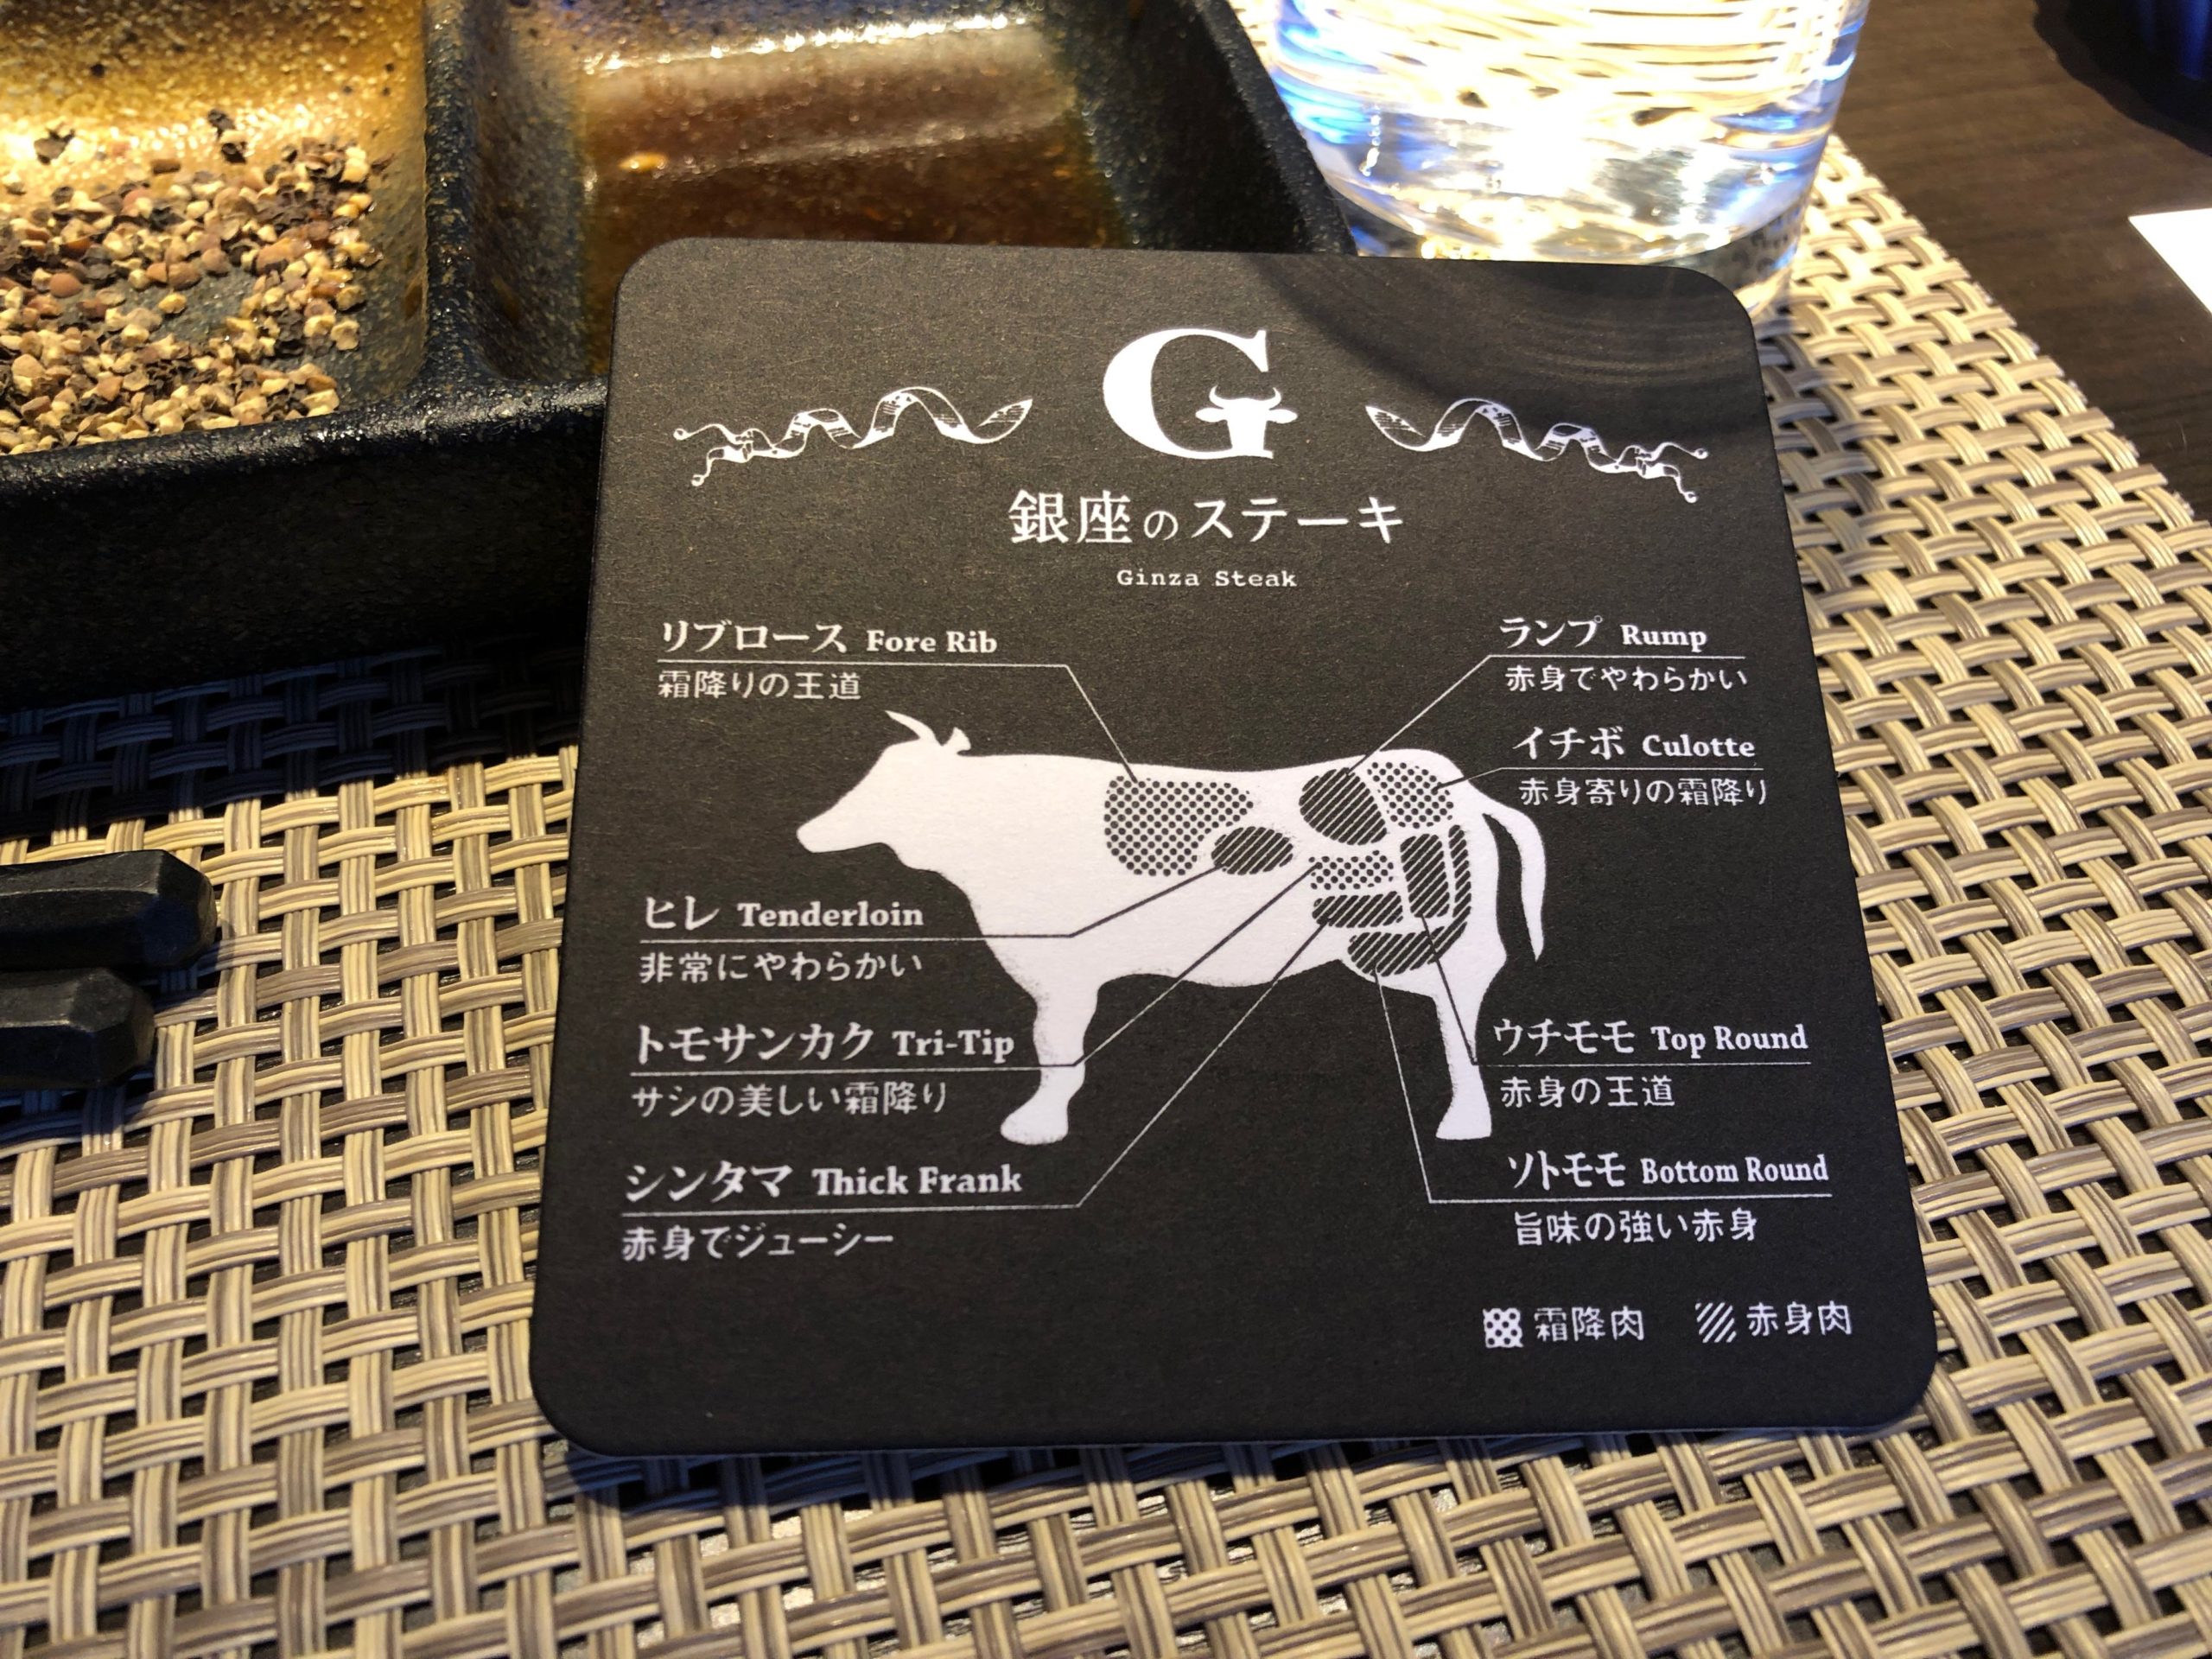 G
銀座のステーキ
Ginza Steak
リブロース Fore Rib
霜降りの王道
ランプ Rump
赤身でやわらかい
イチボ Culotte
赤身寄りの霜降り
ヒレ Tenderloin
非常にやわらかい
トモサンカク Tri-Tip
サシの美しい霜降り
シンタマ Thick Frank
赤身でジューシー
ウチモモ Top Round
赤身の王道
ソトモモ Bottom Round
旨味の強い赤身
霜降肉 赤身肉